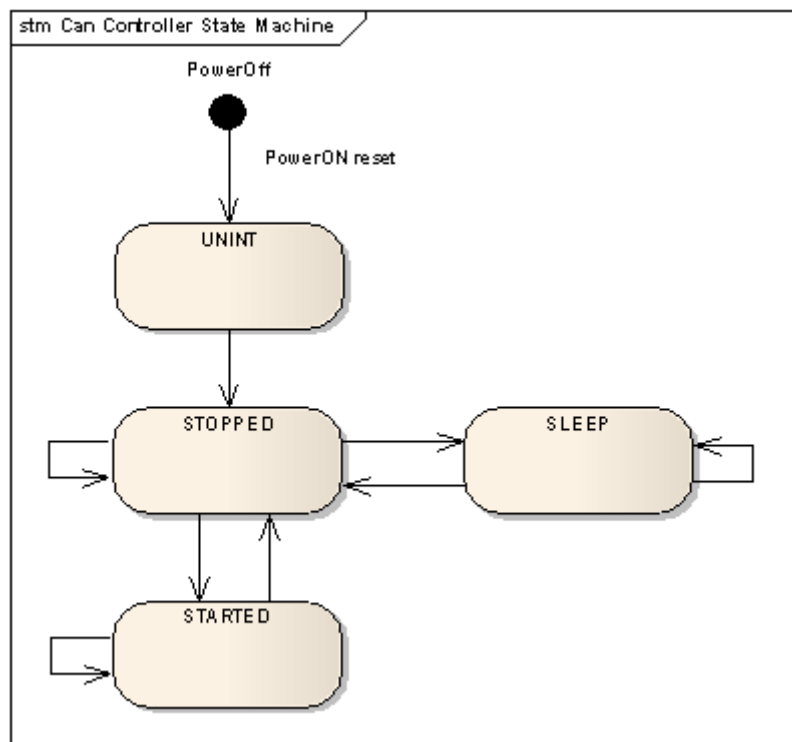 stm Can Controller State Machine
PowerOff
PowerON reset
UNINT
STOPPED
SLEEP
STARTED